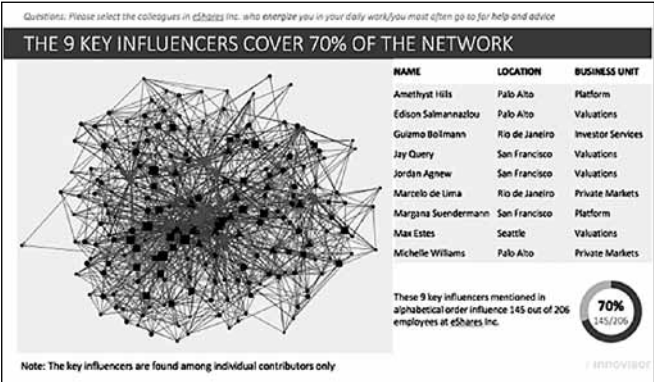 Questions: Please select the colleagues in eShares Inc. who energize you in your daily work/you most often go to for help and advice
THE 9 KEY INFLUENCERS COVER 70% OF THE NETWORK
NAME LOCATION BUSINESS UNIT
Amethyst Hills Palo Alto Platform
Edison Salmannazlou Palo Alto Valuations
Guizmo Bollmann Rio de Janeiro Investor Services
Jay Query San Francisco Valuations
Jordan Agnew San Francisco Valuations
Marcelo de Lima Rio de Janeiro Private Markets
Margana Suendermann San Francisco Platform
Max Estes Seattle Valuations
Michelle Williams Palo Alto Private Markets
These 9 key influencers mentioned in
alphabetical order influence 145 out of 206
employees at eShares Inc.
70%
145/206
Note: The key influencers are found among individual contributors only
innovisor